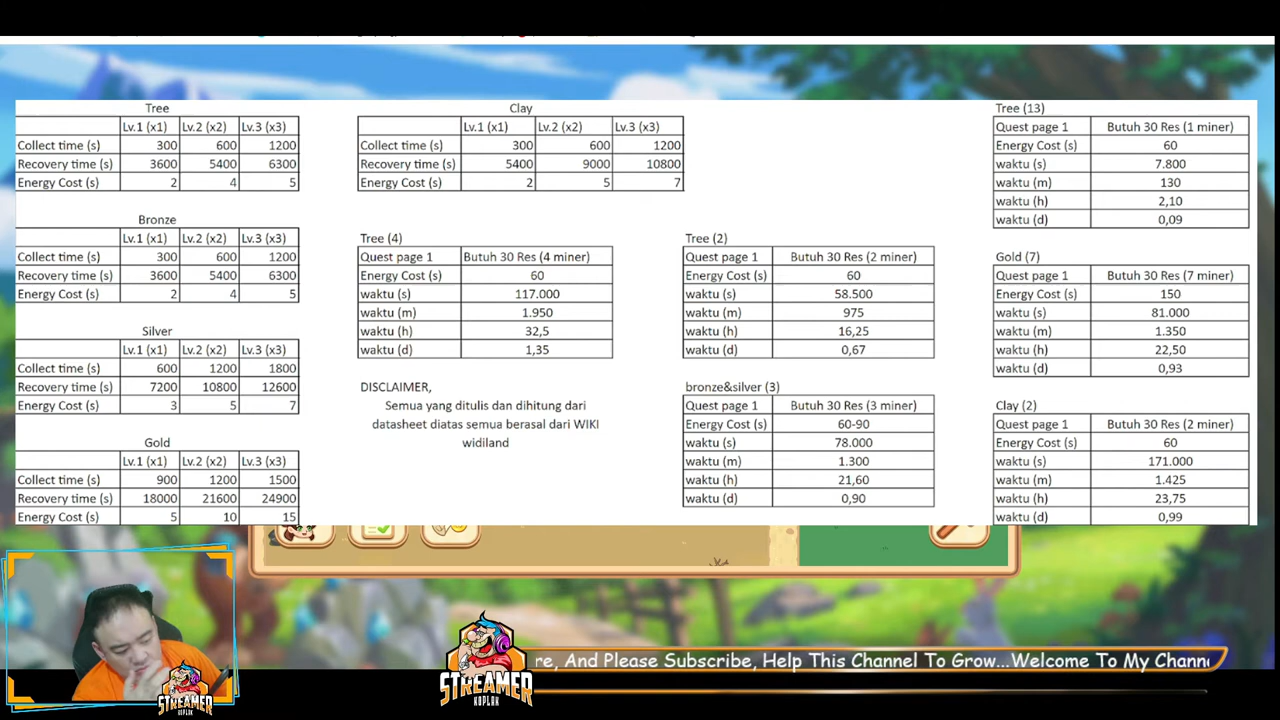 Tree
Lv.1 (x1) Lv.2 (x2) Lv.3 (x3)
Collect time (s) 300 600 1200
Recovery time (s) 3600 5400 6300
Energy Cost (s) 2 4 5
Bronze
Lv.1 (x1) Lv.2 (x2) Lv.3 (x3)
Collect time (s) 300 600 1200
Recovery time (s) 3600 5400 6300
Energy Cost (s) 2 4 5
Silver
Lv.1 (x1) Lv.2 (x2) Lv.3 (x3)
Collect time (s) 600 1200 1800
Recovery time (s) 7200 10800 12600
Energy Cost (s) 3 5 7
Gold
Lv.1 (x1) Lv.2 (x2) Lv.3 (x3)
Collect time (s) 900 1200 1500
Recovery time (s) 18000 21600 24900
Energy Cost (s) 5 10 15
Clay
Lv.1 (x1) Lv.2 (x2) Lv.3 (x3)
Collect time (s) 300 600 1200
Recovery time (s) 5400 9000 10800
Energy Cost (s) 2 5 7
Tree (4)
Quest page 1 Butuh 30 Res (4 miner)
Energy Cost (s) 60
waktu (s) 117.000
waktu (m) 1.950
waktu (h) 32,5
waktu (d) 1,35
DISCLAIMER,
Semua yang ditulis dan dihitung dari
datasheet diatas semua berasal dari WIKI
widiland
Tree (2)
Quest page 1 Butuh 30 Res (2 miner)
Energy Cost (s) 60
waktu (s) 58.500
waktu (m) 975
waktu (h) 16,25
waktu (d) 0,67
bronze&silver (3)
Quest page 1 Butuh 30 Res (3 miner)
Energy Cost (s) 60-90
waktu (s) 78.000
waktu (m) 1.300
waktu (h) 21,60
waktu (d) 0,90
Tree (13)
Quest page 1 Butuh 30 Res (1 miner)
Energy Cost (s) 60
waktu (s) 7.800
waktu (m) 130
waktu (h) 2,10
waktu (d) 0,09
Gold (7)
Quest page 1 Butuh 30 Res (7 miner)
Energy Cost (s) 150
waktu (s) 81.000
waktu (m) 1.350
waktu (h) 22,50
waktu (d) 0,93
Clay (2)
Quest page 1 Butuh 30 Res (2 miner)
Energy Cost (s) 60
waktu (s) 171.000
waktu (m) 1.425
waktu (h) 23,75
waktu (d) 0,99
re, And Please Subscribe, Help This Channel To Grow...Welcome To My Chann
STREAMER
KOPLAK
STREAMER
KOPLAK